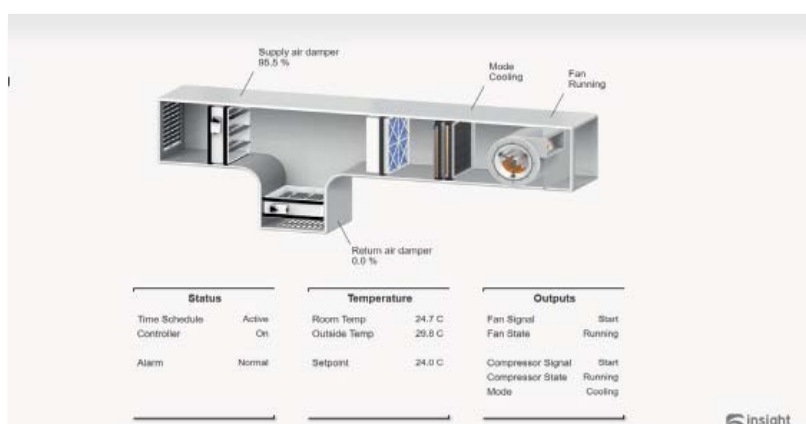 Supply air damper
95.5 %
Mode
Cooling
Fan
Running
Return air damper
0.0 %
Status
Time Schedule Active
Controller On
Alarm Normal
Temperature
Room Temp 24.7 C
Outside Temp 29.8 C
Setpoint 24.0 C
Outputs
Fan Signal Start
Fan State Running
Compressor Signal Start
Compressor State Running
Mode Cooling
insight